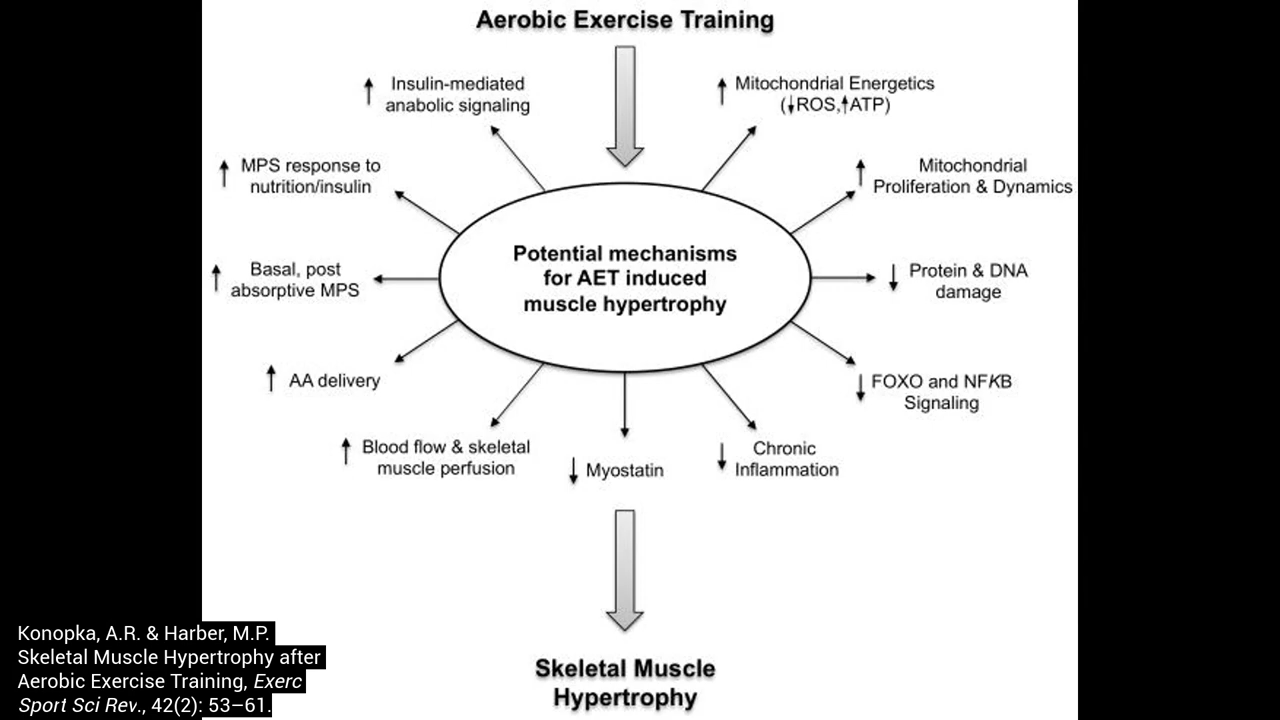 Aerobic Exercise Training
Insulin-mediated
anabolic signaling
Mitochondrial Energetics
(↓ROS,↑ATP)
MPS response to
nutrition/insulin
Mitochondrial
Proliferation & Dynamics
Potential mechanisms
for AET induced
muscle hypertrophy
Basal, post
absorptive MPS
Protein & DNA
damage
AA delivery
FOXO and NFKB
Signaling
Blood flow & skeletal
muscle perfusion
Myostatin
Chronic
Inflammation
Skeletal Muscle
Hypertrophy
Konopka, A.R. & Harber, M.P.
Skeletal Muscle Hypertrophy after
Aerobic Exercise Training, Exerc
Sport Sci Rev., 42(2): 53–61.